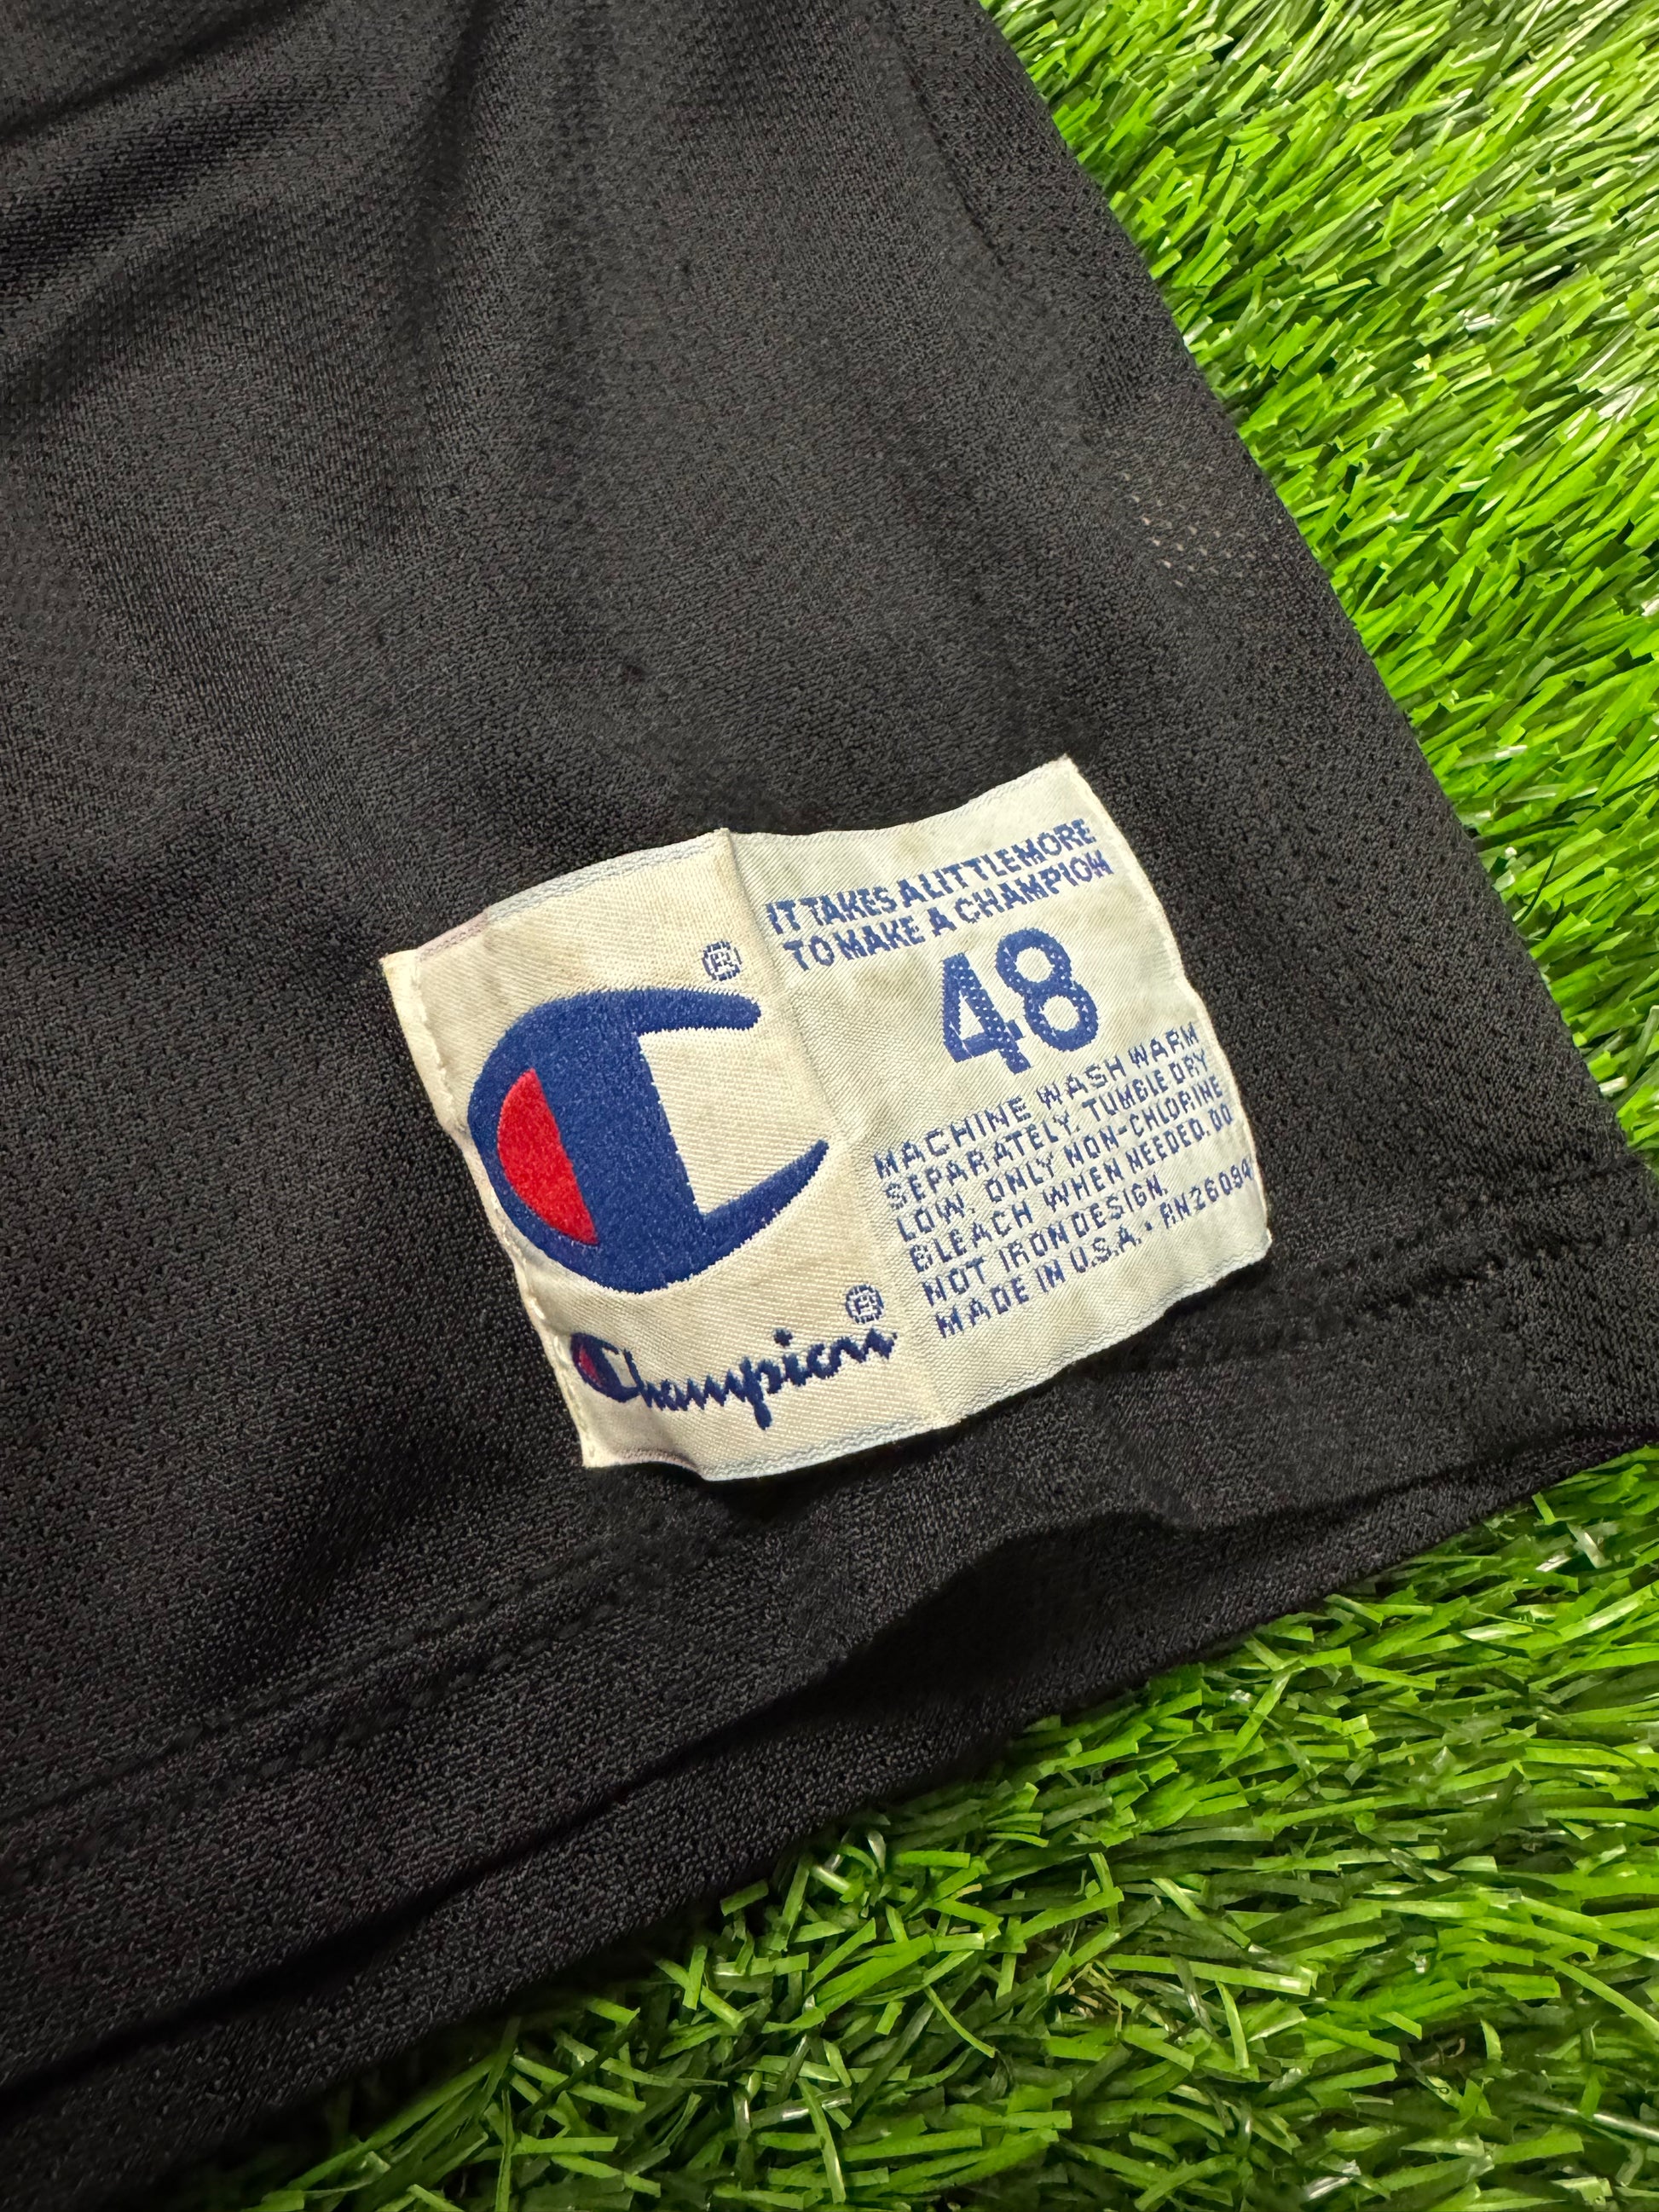 ®
®
Champion
IT TAKES A LITTLE MORE
TO MAKE A CHAMPION
48
MACHINE WASH WARM
SEPARATELY. TUMBLE DRY
LOW. ONLY NON-CHLORINE
BLEACH WHEN NEEDED. DO
NOT IRON DESIGN.
MADE IN U.S.A. • RN26094